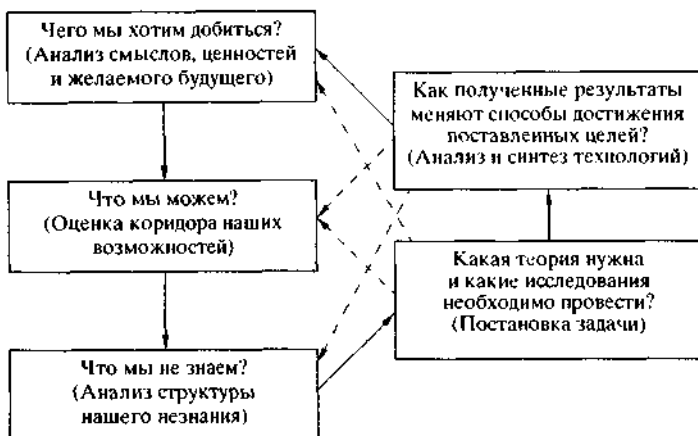 Чего мы хотим добиться?
(Анализ смыслов, ценностей
и желаемого будущего)
Что мы можем?
(Оценка коридора наших
возможностей)
Что мы не знаем?
(Анализ структуры
нашего незнания)
Как полученные результаты
меняют способы достижения
поставленных целей?
(Анализ и синтез технологий)
Какая теория нужна
и какие исследования
необходимо провести?
(Постановка задачи)